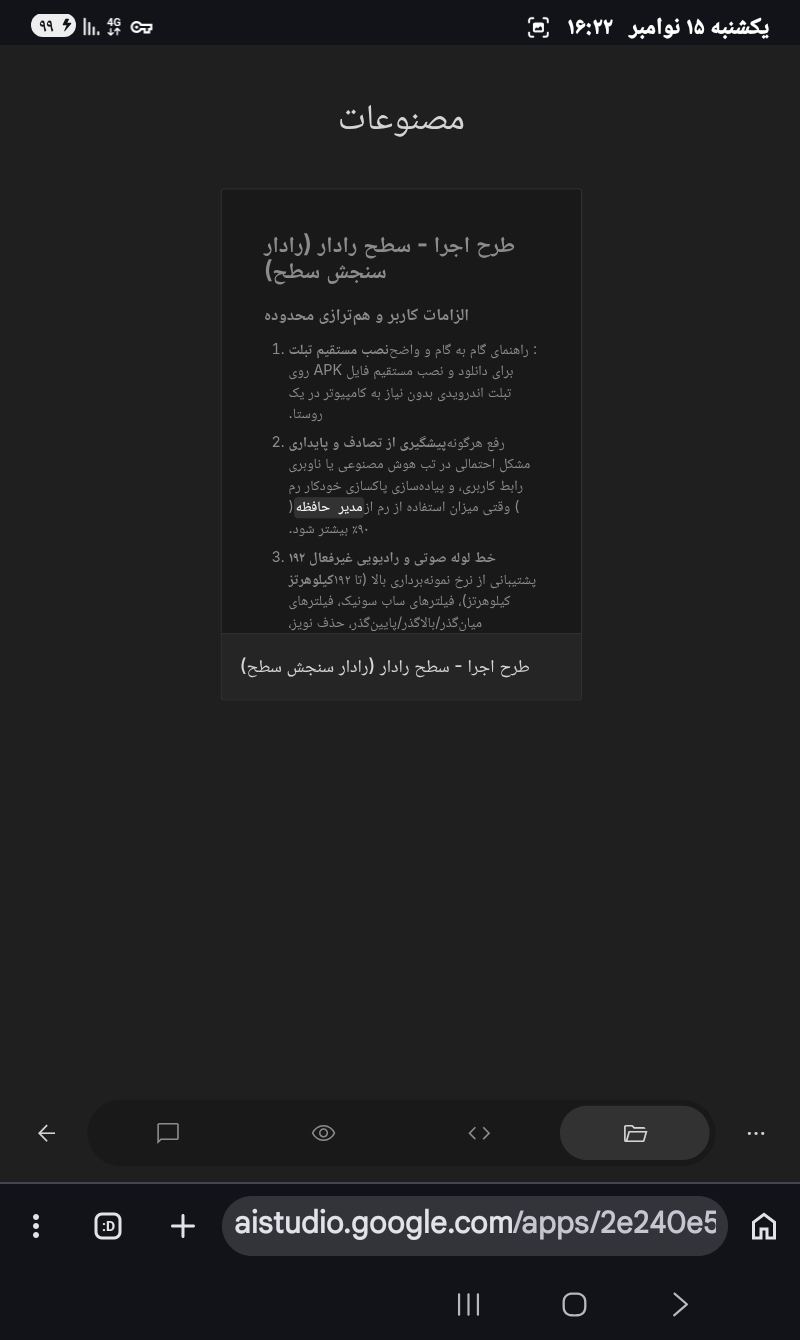 یکشنبه ۱۵ نوامبر ۱۶:۲۲
4G
۹۹
مصنوعات
طرح اجرا - سطح رادار (رادار
سنجش سطح)
الزامات کاربر و هم‌ترازی محدوده
1. نصب مستقیم تبلت: راهنمای گام به گام و واضح
برای دانلود و نصب مستقیم فایل APK روی
تبلت اندرویدی بدون نیاز به کامپیوتر در یک
روستا.
2. پیشگیری از تصادف و پایداری رفع هرگونه
مشکل احتمالی در تب هوش مصنوعی یا ناوبری
رابط کاربری، و پیاده‌سازی پاکسازی خودکار رم
(مدیر حافظه) وقتی میزان استفاده از رم از
۹۰٪ بیشتر شود.
3. خط لوله صوتی و رادیویی غیرفعال ۱۹۲
کیلوهرتز پشتیبانی از نرخ نمونه‌برداری بالا (تا ۱۹۲
کیلوهرتز)، فیلترهای ساب سونیک، فیلترهای
میان‌گذر/بالاگذر/پایین‌گذر، حذف نویز،
طرح اجرا - سطح رادار (رادار سنجش سطح)
:D
aistudio.google.com/apps/2e240e5